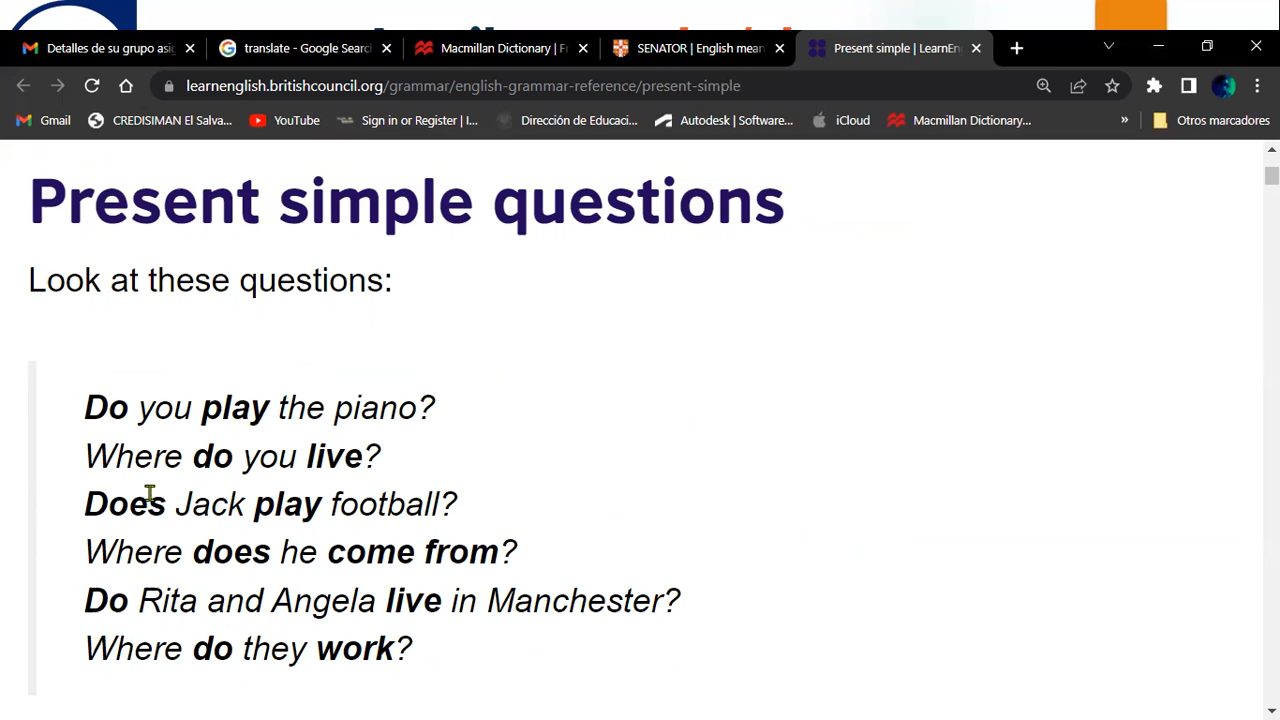 Detalles de su grupo asi
translate - Google Searc
Macmillan Dictionary | F
SENATOR | English mean
Present simple | LearnEn
learnenglish.britishcouncil.org/grammar/english-grammar-reference/present-simple
Gmail
CREDISIMAN El Salva...
YouTube
Sign in or Register | I...
Dirección de Educaci...
Autodesk | Software...
iCloud
Macmillan Dictionary...
»
Otros marcadores
Present simple questions
Look at these questions:
Do you play the piano?
Where do you live?
Does Jack play football?
Where does he come from?
Do Rita and Angela live in Manchester?
Where do they work?